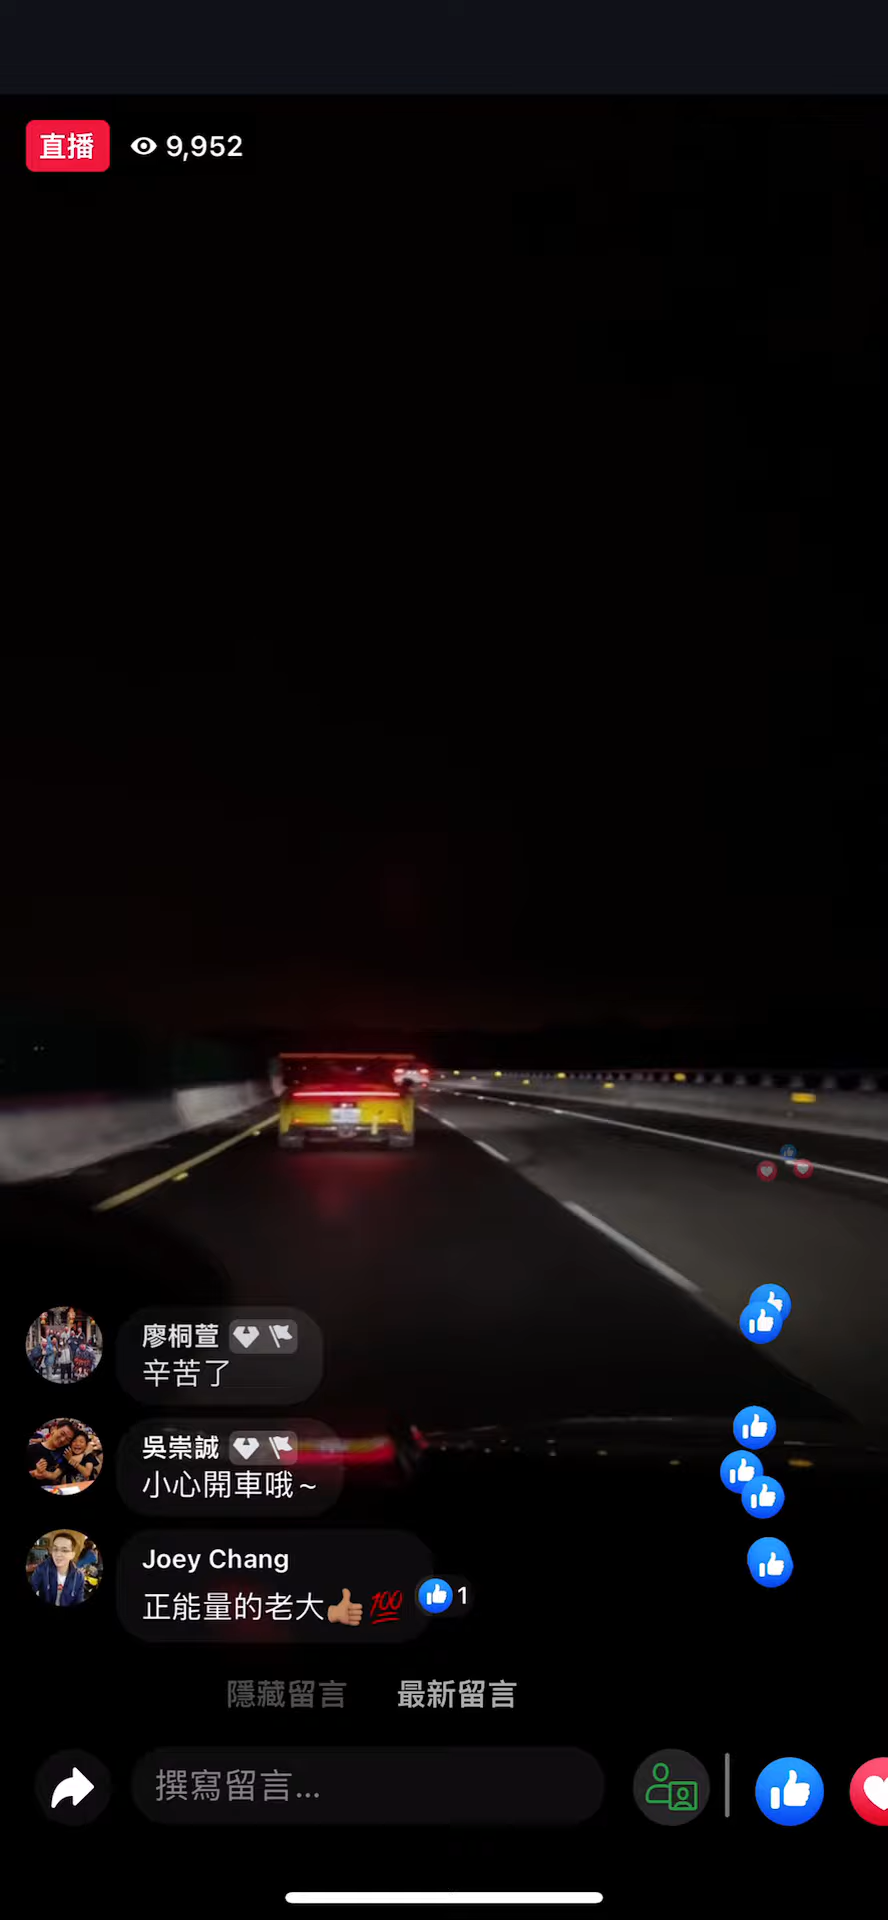 直播 9,952
廖桐萱
辛苦了
吳崇誠
小心開車哦~
Joey Chang
正能量的老大👍🏽💯 1
隱藏留言 最新留言
撰寫留言...